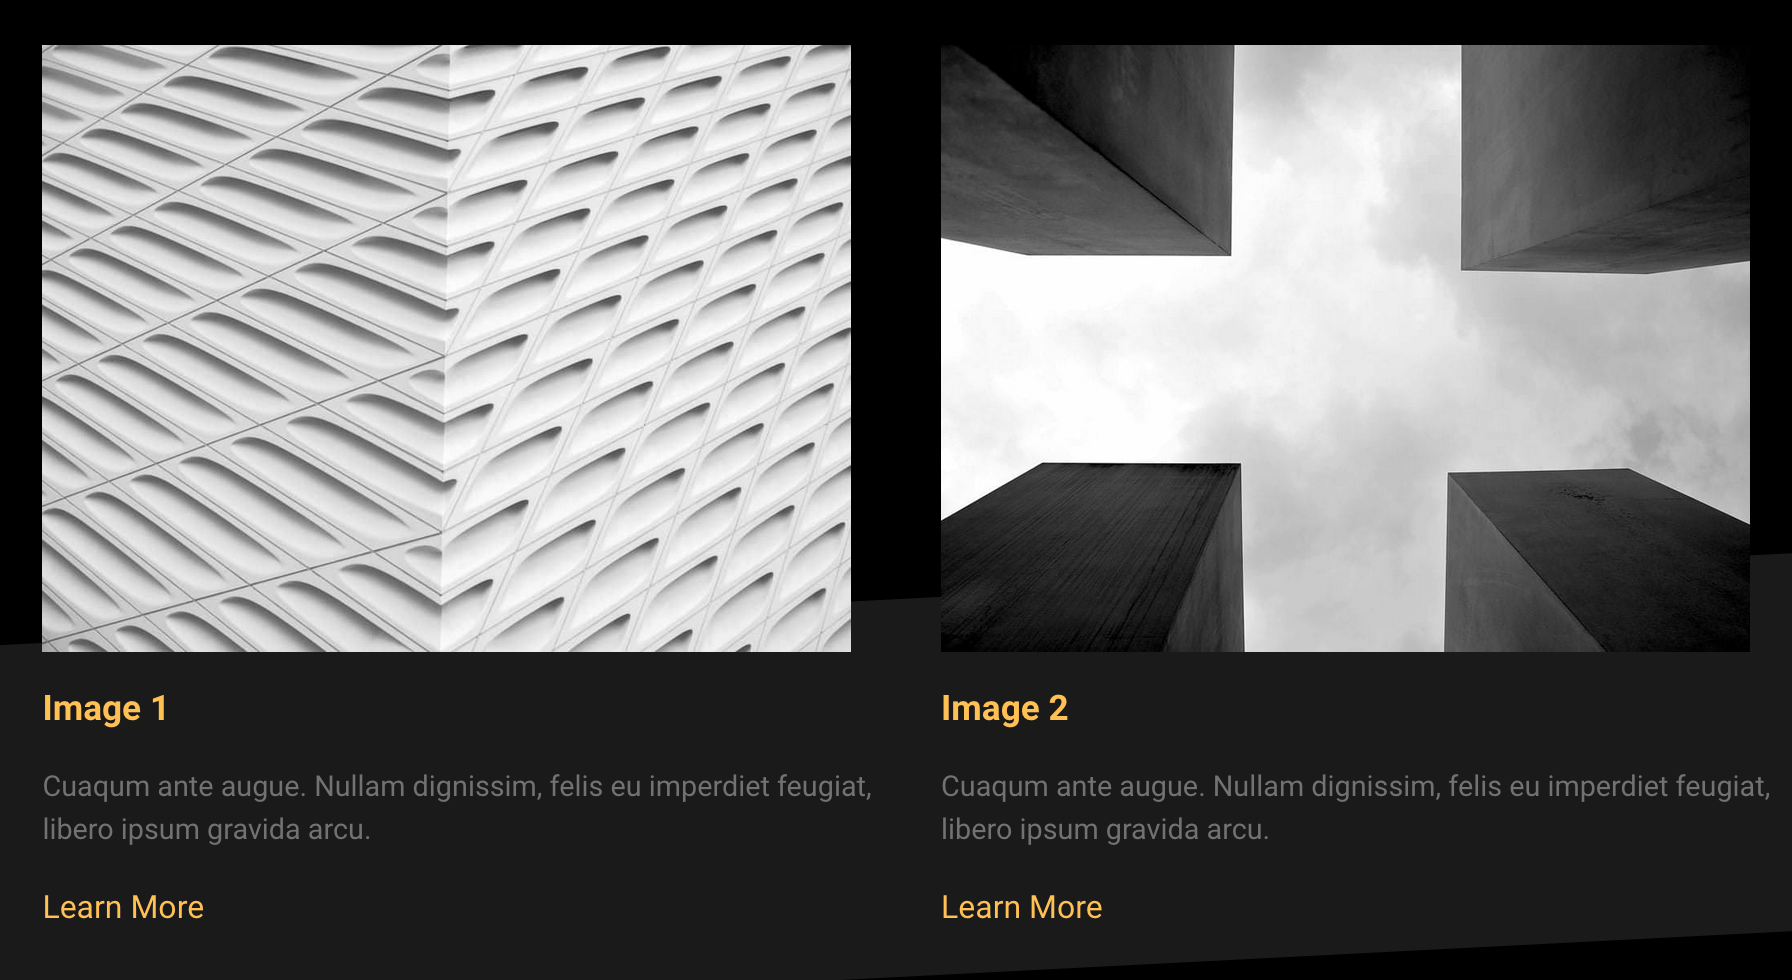 Image 1
Cuaqum ante augue. Nullam dignissim, felis eu imperdiet feugiat,
libero ipsum gravida arcu.
Learn More
Image 2
Cuaqum ante augue. Nullam dignissim, felis eu imperdiet feugiat,
libero ipsum gravida arcu.
Learn More